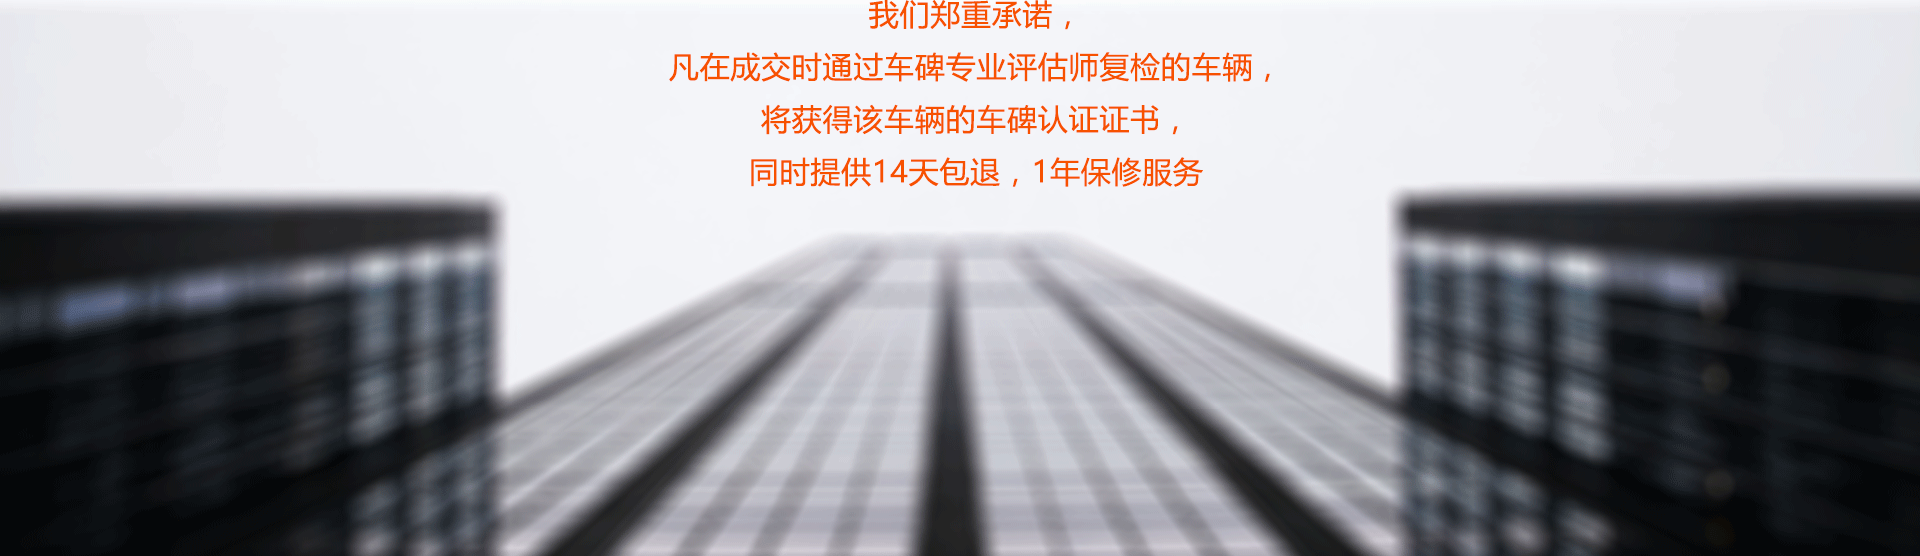 我们郑重承诺，
凡在成交时通过车碑专业评估师复检的车辆，
将获得该车辆的车碑认证证书，
同时提供14天包退，1年保修服务